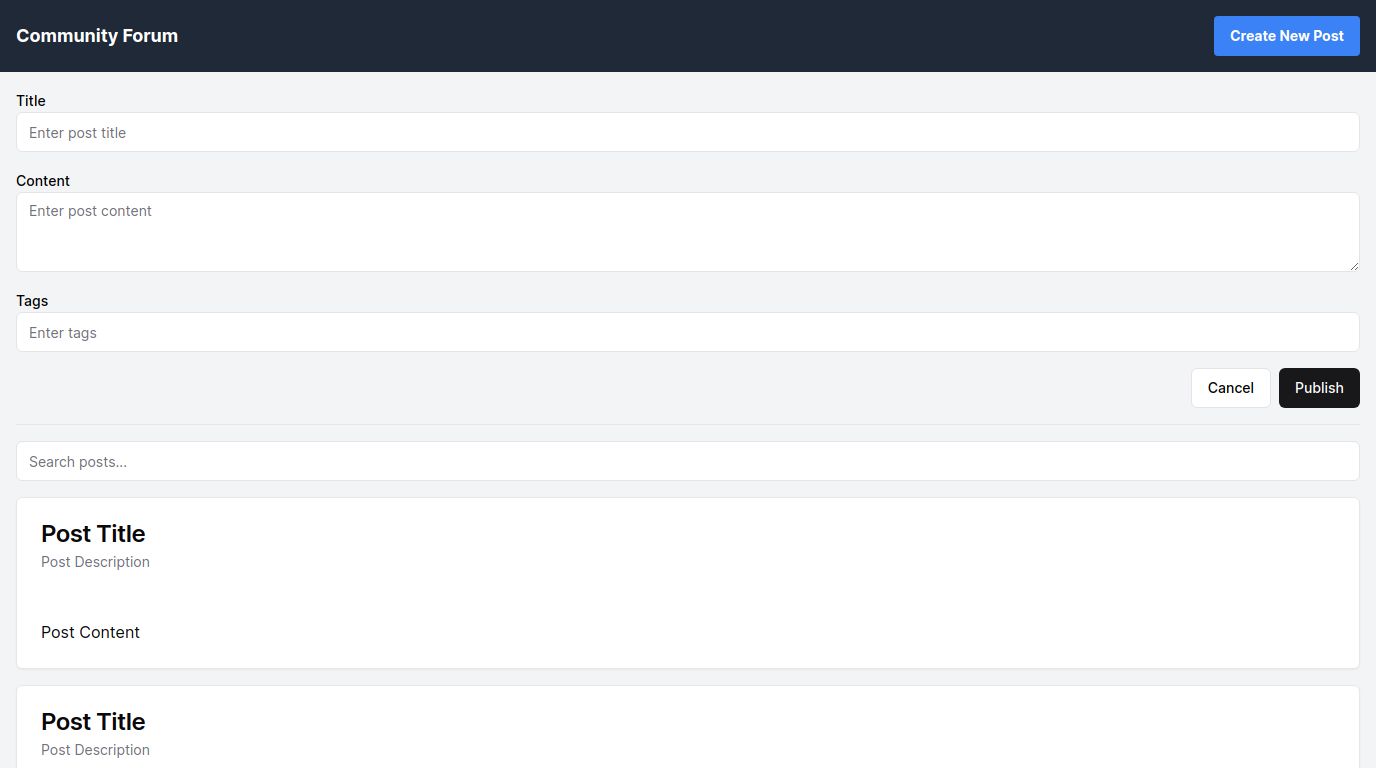 Community Forum
Create New Post
Title
Enter post title
Content
Enter post content
Tags
Enter tags
Cancel
Publish
Search posts...
Post Title
Post Description
Post Content
Post Title
Post Description